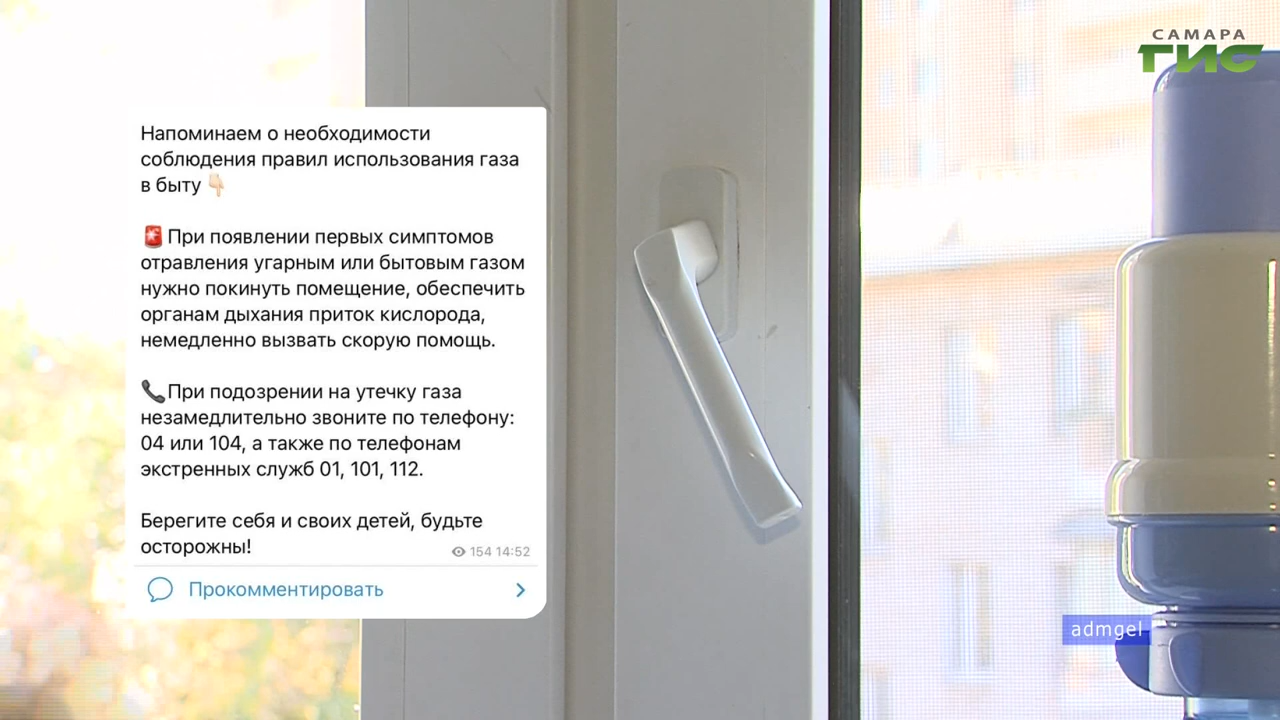 САМАРА
ГИС
Напоминаем о необходимости
соблюдения правил использования газа
в быту 👇🏻
🚨При появлении первых симптомов
отравления угарным или бытовым газом
нужно покинуть помещение, обеспечить
органам дыхания приток кислорода,
немедленно вызвать скорую помощь.
📞При подозрении на утечку газа
незамедлительно звоните по телефону:
04 или 104, а также по телефонам
экстренных служб 01, 101, 112.
Берегите себя и своих детей, будьте
осторожны!
154 14:52
Прокомментировать
admgel